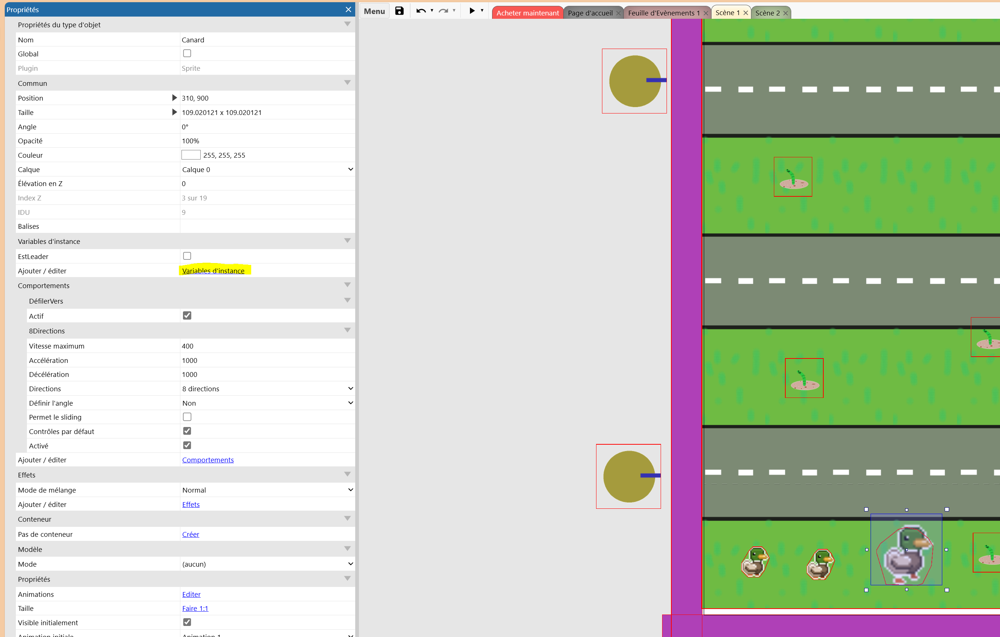 Propriétés
Propriétés du type d'objet
Nom Canard
Global
Plugin Sprite
Commun
Position 310, 900
Taille 109.020121 x 109.020121
Angle 0°
Opacité 100%
Couleur 255, 255, 255
Calque Calque 0
Élévation en Z 0
Index Z 3 sur 19
IDU 9
Balises
Variables d'instance
EstLeader
Ajouter / éditer Variables d'instance
Comportements
DéfilerVers
Actif
8Directions
Vitesse maximum 400
Accélération 1000
Décélération 1000
Directions 8 directions
Définir l'angle Non
Permet le sliding
Contrôles par défaut
Activé
Ajouter / éditer Comportements
Effets
Mode de mélange Normal
Ajouter / éditer Effets
Conteneur
Pas de conteneur Créer
Modèle
Mode (aucun)
Propriétés
Animations Editer
Taille Faire 1:1
Visible initialement
Animation initiale Animation 1
Menu Acheter maintenant Page d'accueil Feuille d'Evènements 1 Scène 1 Scène 2